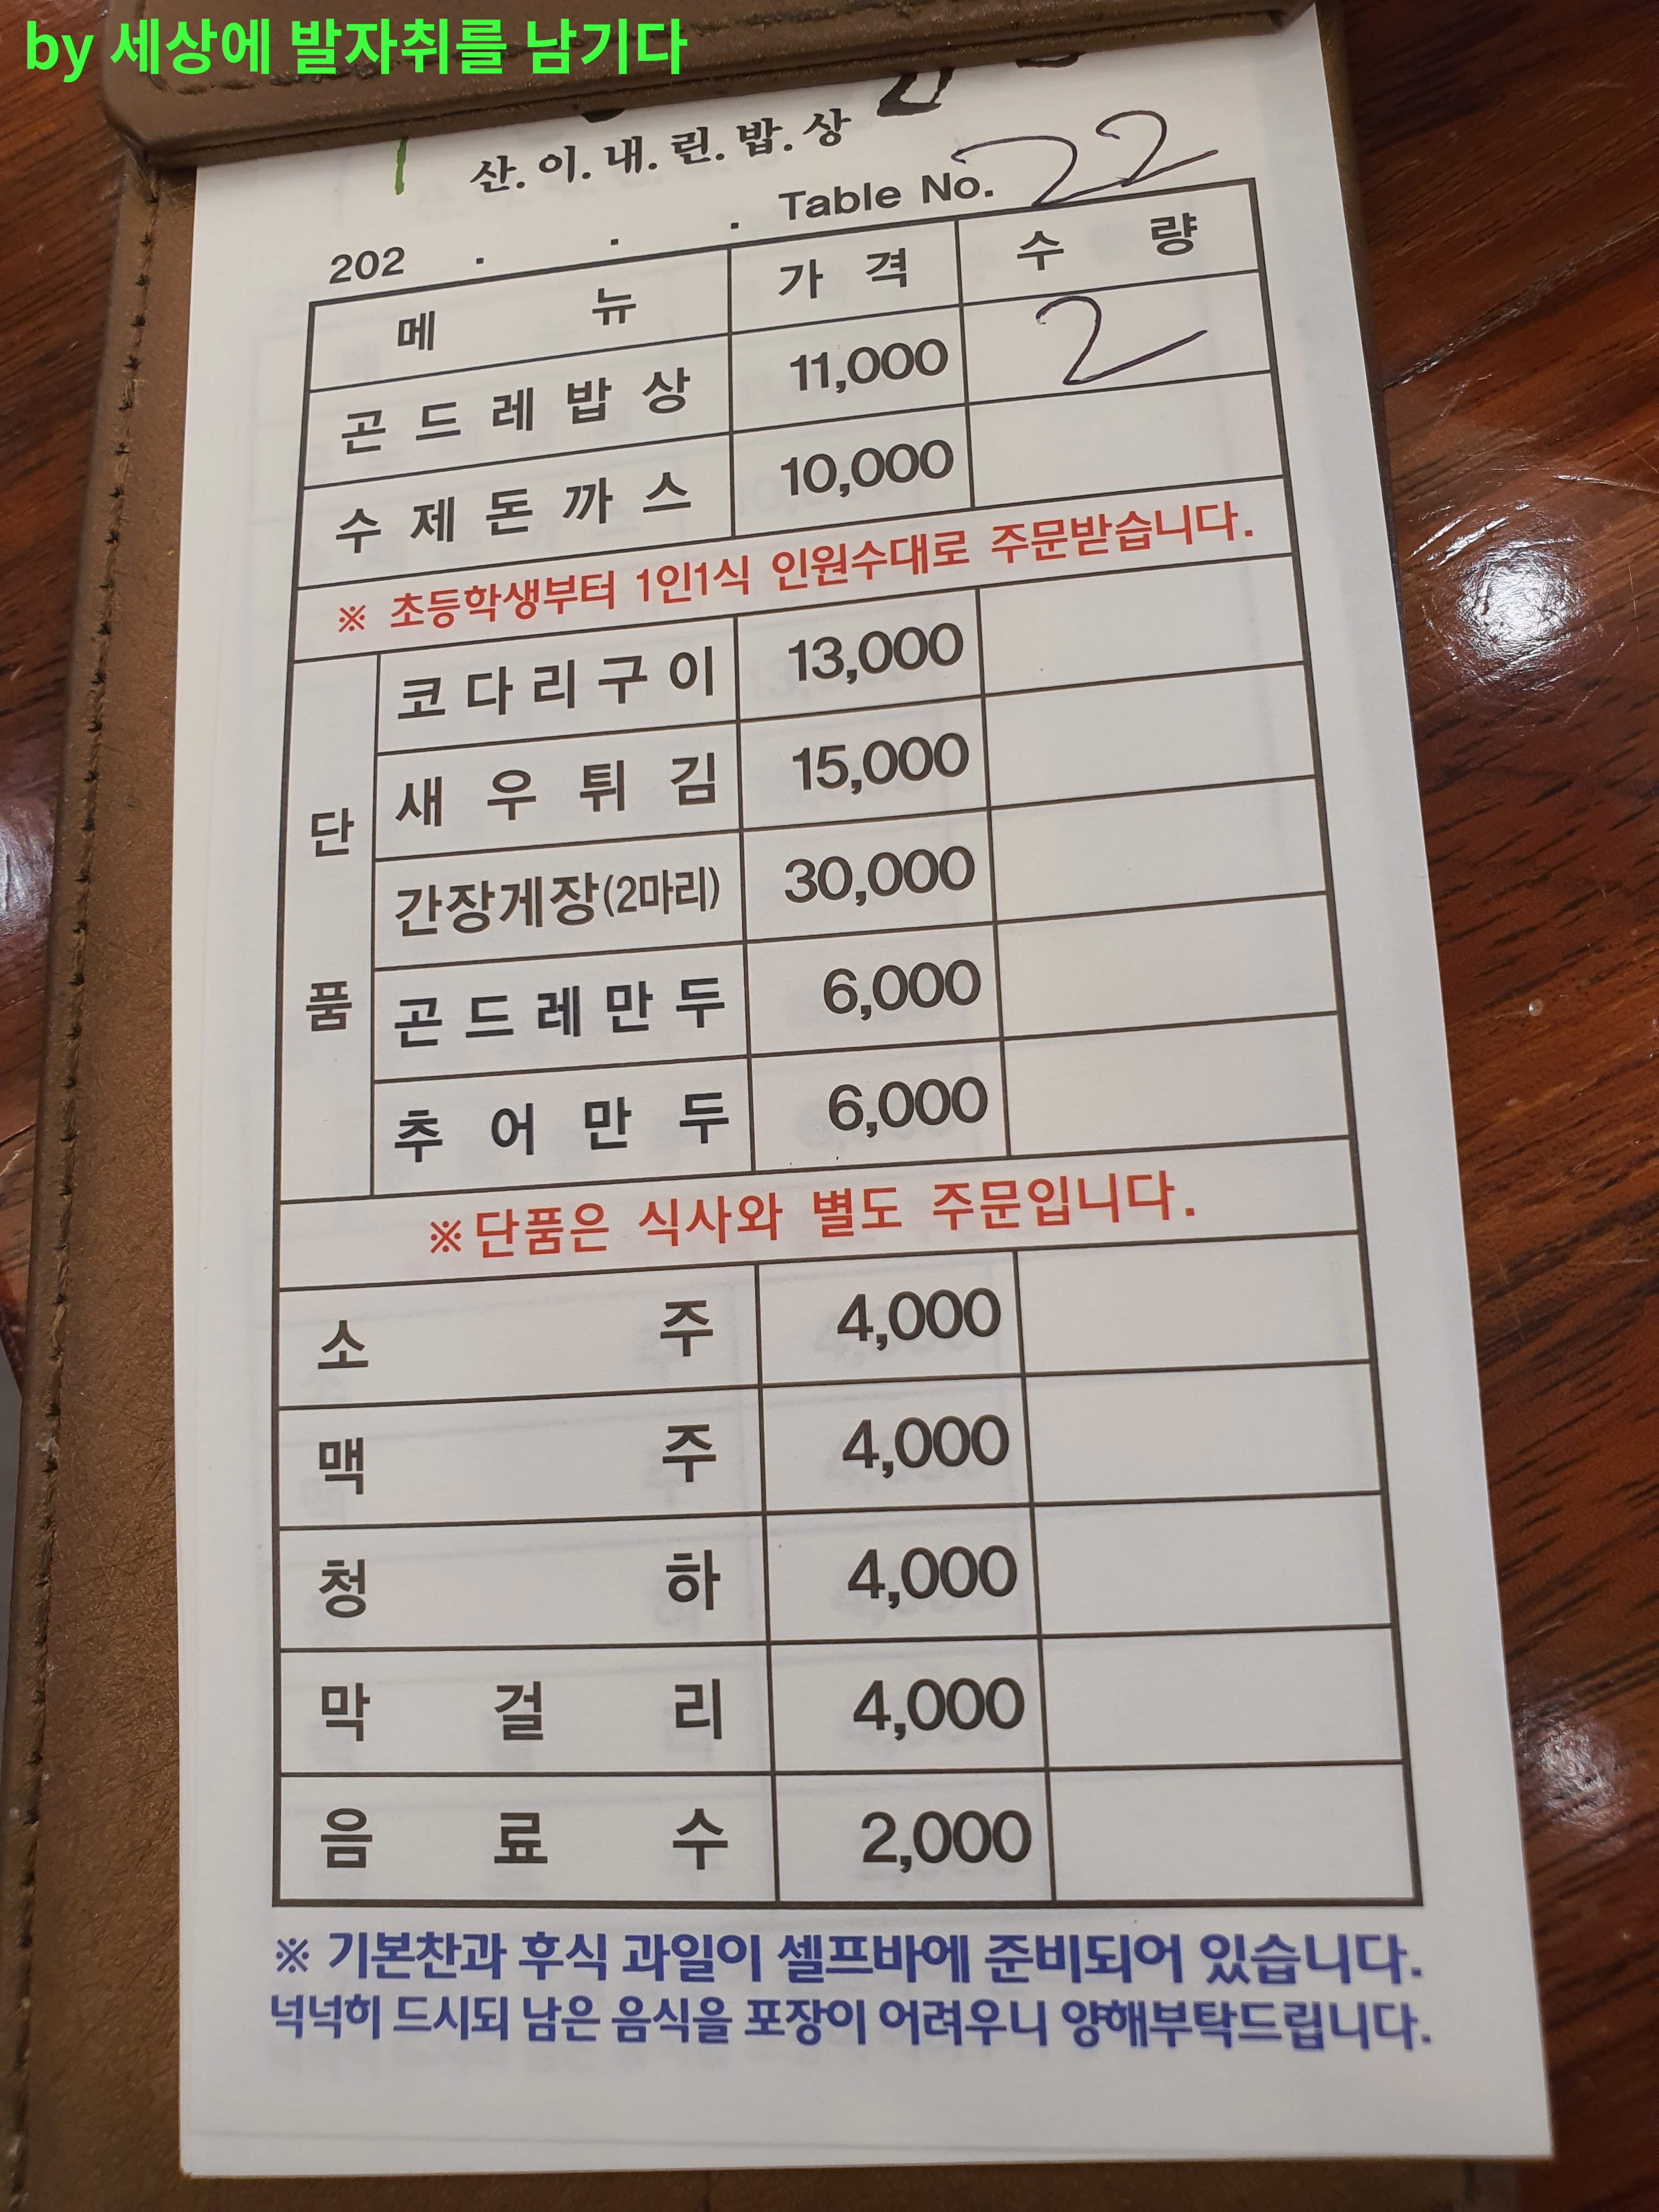 by 세상에 발자취를 남기다
산.이.내.린.밥.상
202 . . . Table No. 22
메뉴 가격 수량
곤드레밥상 11,000 2
수제돈까스 10,000
※ 초등학생부터 1인1식 인원수대로 주문받습니다.
단품
코다리구이 13,000
새우튀김 15,000
간장게장(2마리) 30,000
곤드레만두 6,000
추어만두 6,000
※단품은 식사와 별도 주문입니다.
소주 4,000
맥주 4,000
청하 4,000
막걸리 4,000
음료수 2,000
※ 기본찬과 후식 과일이 셀프바에 준비되어 있습니다.
넉넉히 드시되 남은 음식을 포장이 어려우니 양해부탁드립니다.